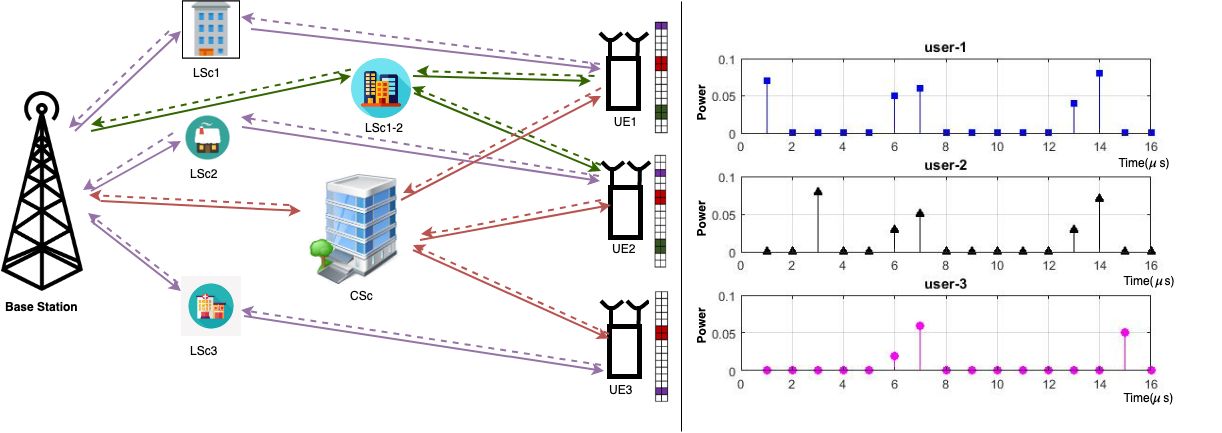 LSc1
LSc1-2
LSc2
Base Station
CSc
LSc3
UE1
UE2
UE3
user-1
Power
0.1
0.05
0
0 2 4 6 8 10 12 14 16
Time(μ s)
user-2
Power
0.1
0.05
0
0 2 4 6 8 10 12 14 16
Time(μ s)
user-3
Power
0.1
0.05
0
0 2 4 6 8 10 12 14 16
Time(μ s)